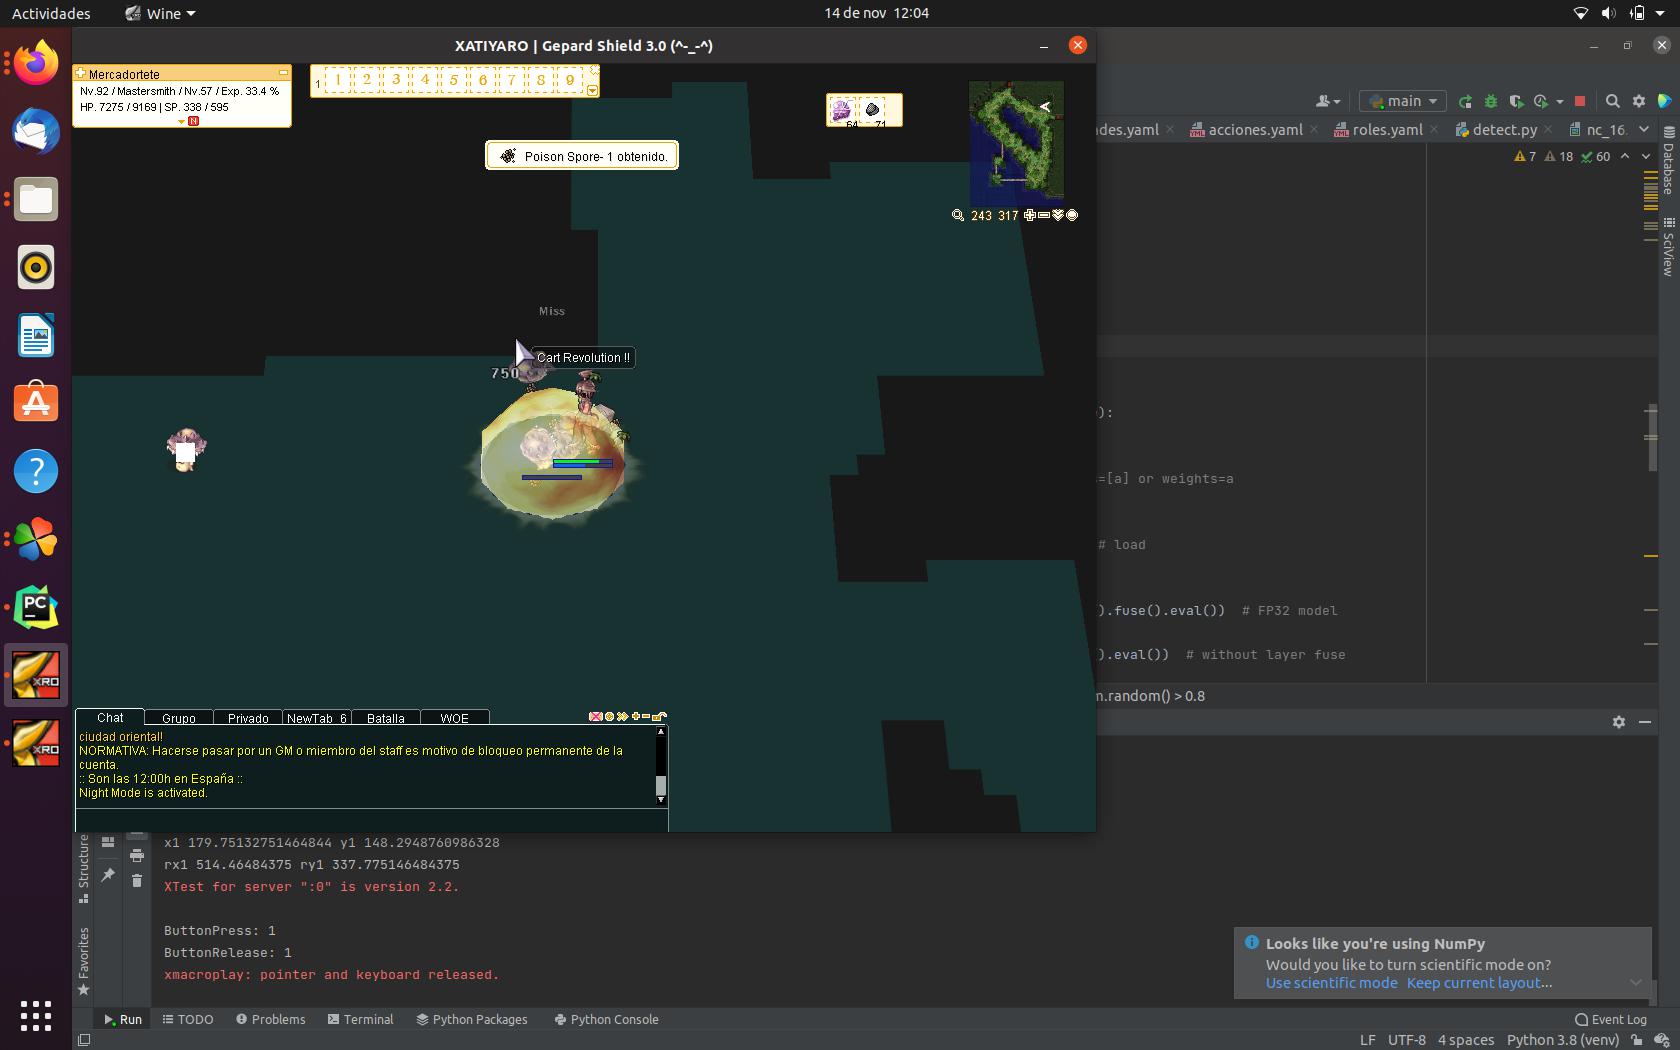 Actividades
Wine
14 de nov 12:04
XATIYARO | Gepard Shield 3.0 (^-_-^)
Mercadortete
Nv.92 / Mastersmith / Nv.57 / Exp. 33.4 %
HP. 7275 / 9169 | SP. 338 / 595
N
1 1 2 3 4 5 6 7 8 9
64 71
Poison Spore- 1 obtenido.
243 317
main
des.yaml
acciones.yaml
roles.yaml
detect.py
nc_16.
7 18 60
Database
SciView
Miss
Cart Revolution !!
750
):
=[a] or weights=a
# load
).fuse().eval()) # FP32 model
).eval()) # without layer fuse
m.random() > 0.8
PC
XRO
XRO
Chat
Grupo
Privado
NewTab_6
Batalla
WOE
ciudad oriental!
NORMATIVA: Hacerse pasar por un GM o miembro del staff es motivo de bloqueo permanente de la
cuenta.
:: Son las 12:00h en España ::
Night Mode is activated.
x1 179.75132751464844 y1 148.2948760986328
rx1 514.46484375 ry1 337.775146484375
XTest for server ":0" is version 2.2.
ButtonPress: 1
ButtonRelease: 1
xmacroplay: pointer and keyboard released.
Structure
Favorites
Looks like you're using NumPy
Would you like to turn scientific mode on?
Use scientific mode Keep current layout...
Run
TODO
Problems
Terminal
Python Packages
Python Console
Event Log
LF UTF-8 4 spaces Python 3.8 (venv)